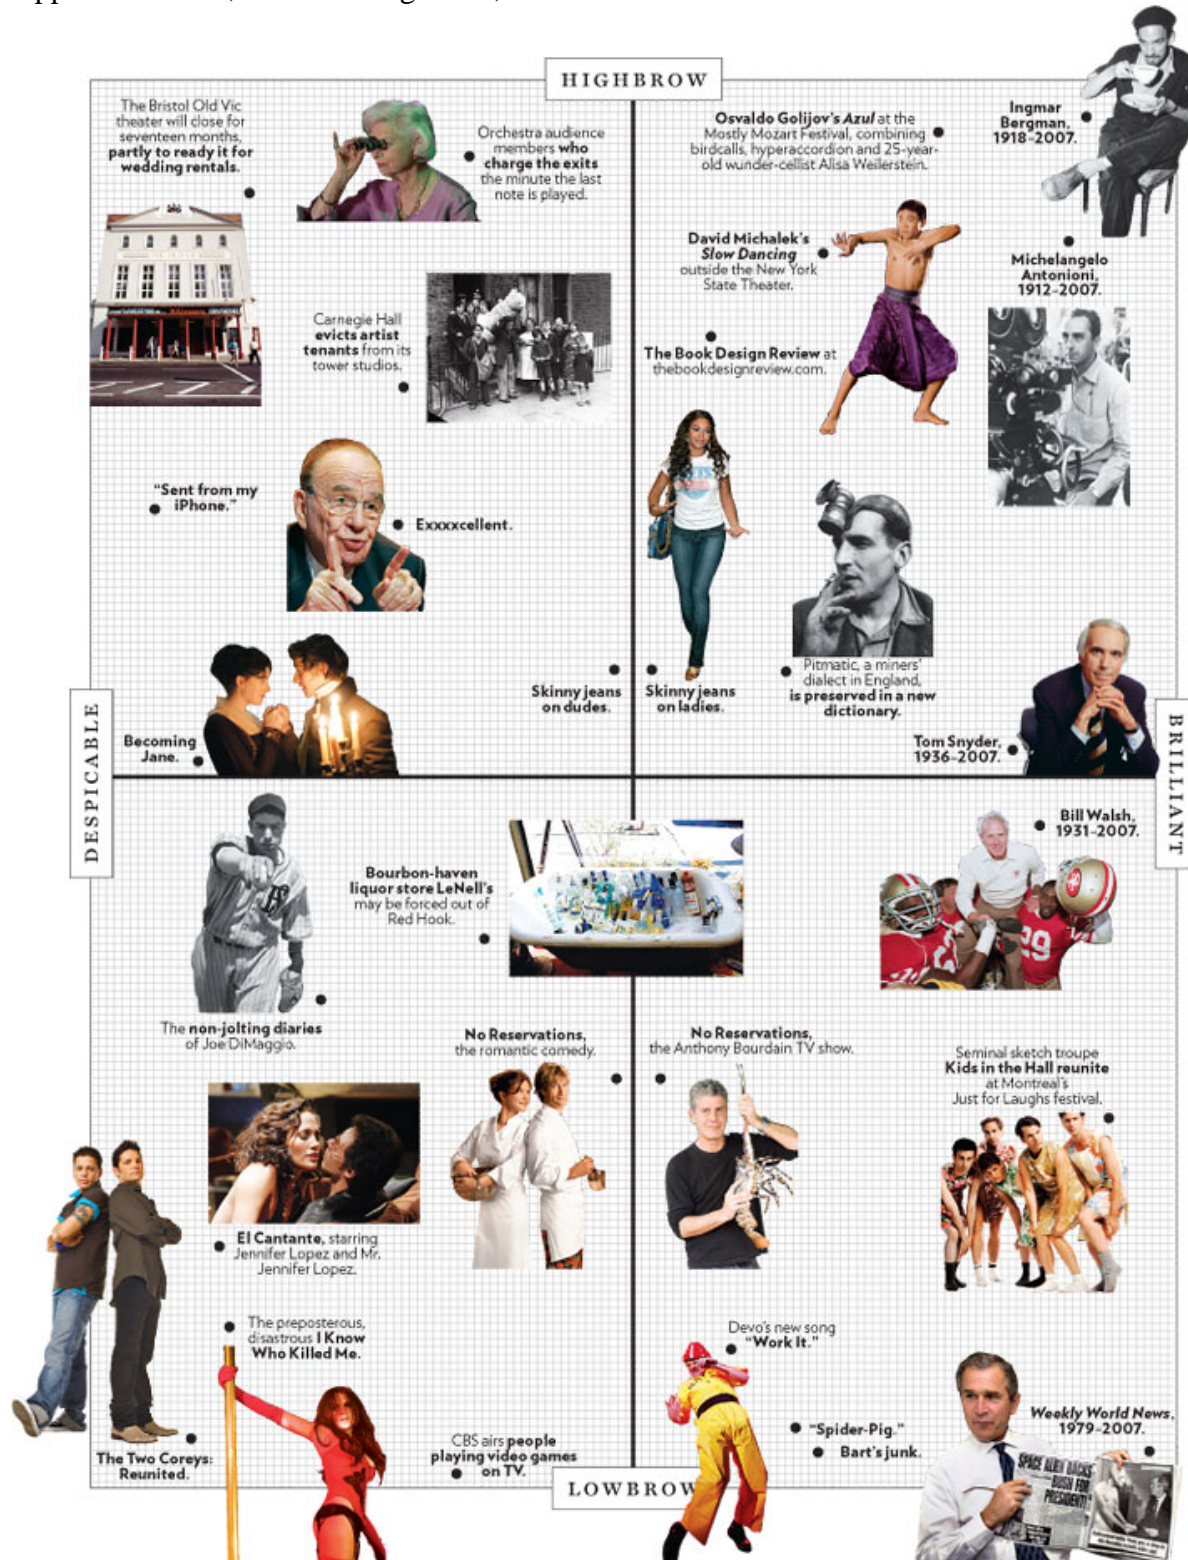 HIGHBROW
The Bristol Old Vic
theater will close for
seventeen months,
partly to ready it for
wedding rentals.
Orchestra audience
members who
charge the exits
the minute the last
note is played.
Osvaldo Golijov's Azul at the
Mostly Mozart Festival, combining
birdcalls, hyperaccordion and 25-year-
old wunder-cellist Alisa Weilerstein.
Ingmar
Bergman,
1918–2007.
David Michalek's
Slow Dancing
outside the New York
State Theater.
Michelangelo
Antonioni,
1912–2007.
Carnegie Hall
evicts artist
tenants from its
tower studios.
The Book Design Review at
thebookdesignreview.com.
"Sent from my
iPhone."
Exxxxcellent.
Skinny jeans
on dudes.
Skinny jeans
on ladies.
Pitmatic, a miners'
dialect in England,
is preserved in a new
dictionary.
Becoming
Jane.
Tom Snyder,
1936–2007.
DESPICABLE
BRILLIANT
Bill Walsh,
1931–2007.
Bourbon-haven
liquor store LeNell's
may be forced out of
Red Hook.
29
The non-jolting diaries
of Joe DiMaggio.
No Reservations,
the romantic comedy.
No Reservations,
the Anthony Bourdain TV show.
Seminal sketch troupe
Kids in the Hall reunite
at Montreal's
Just for Laughs festival.
El Cantante, starring
Jennifer Lopez and Mr.
Jennifer Lopez.
The preposterous,
disastrous I Know
Who Killed Me.
Devo's new song
"Work It."
"Spider-Pig."
Bart's junk.
Weekly World News,
1979–2007.
The Two Coreys:
Reunited.
CBS airs people
playing video games
on TV.
SPACE ALIEN BACKS
BUSH FOR
PRESIDENT!
LOWBROW